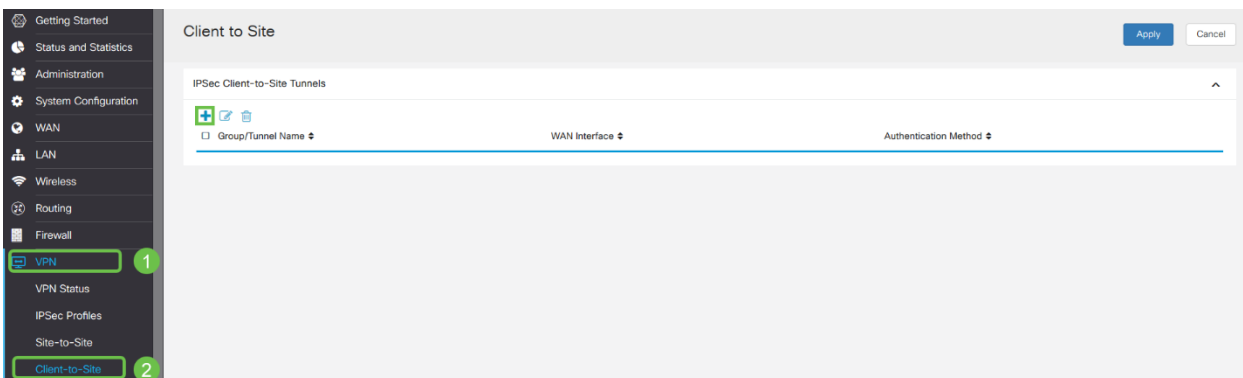 Getting Started
Status and Statistics
Administration
System Configuration
WAN
LAN
Wireless
Routing
Firewall
VPN 1
VPN Status
IPSec Profiles
Site-to-Site
Client-to-Site 2
Client to Site
Apply Cancel
IPSec Client-to-Site Tunnels
Group/Tunnel Name WAN Interface Authentication Method